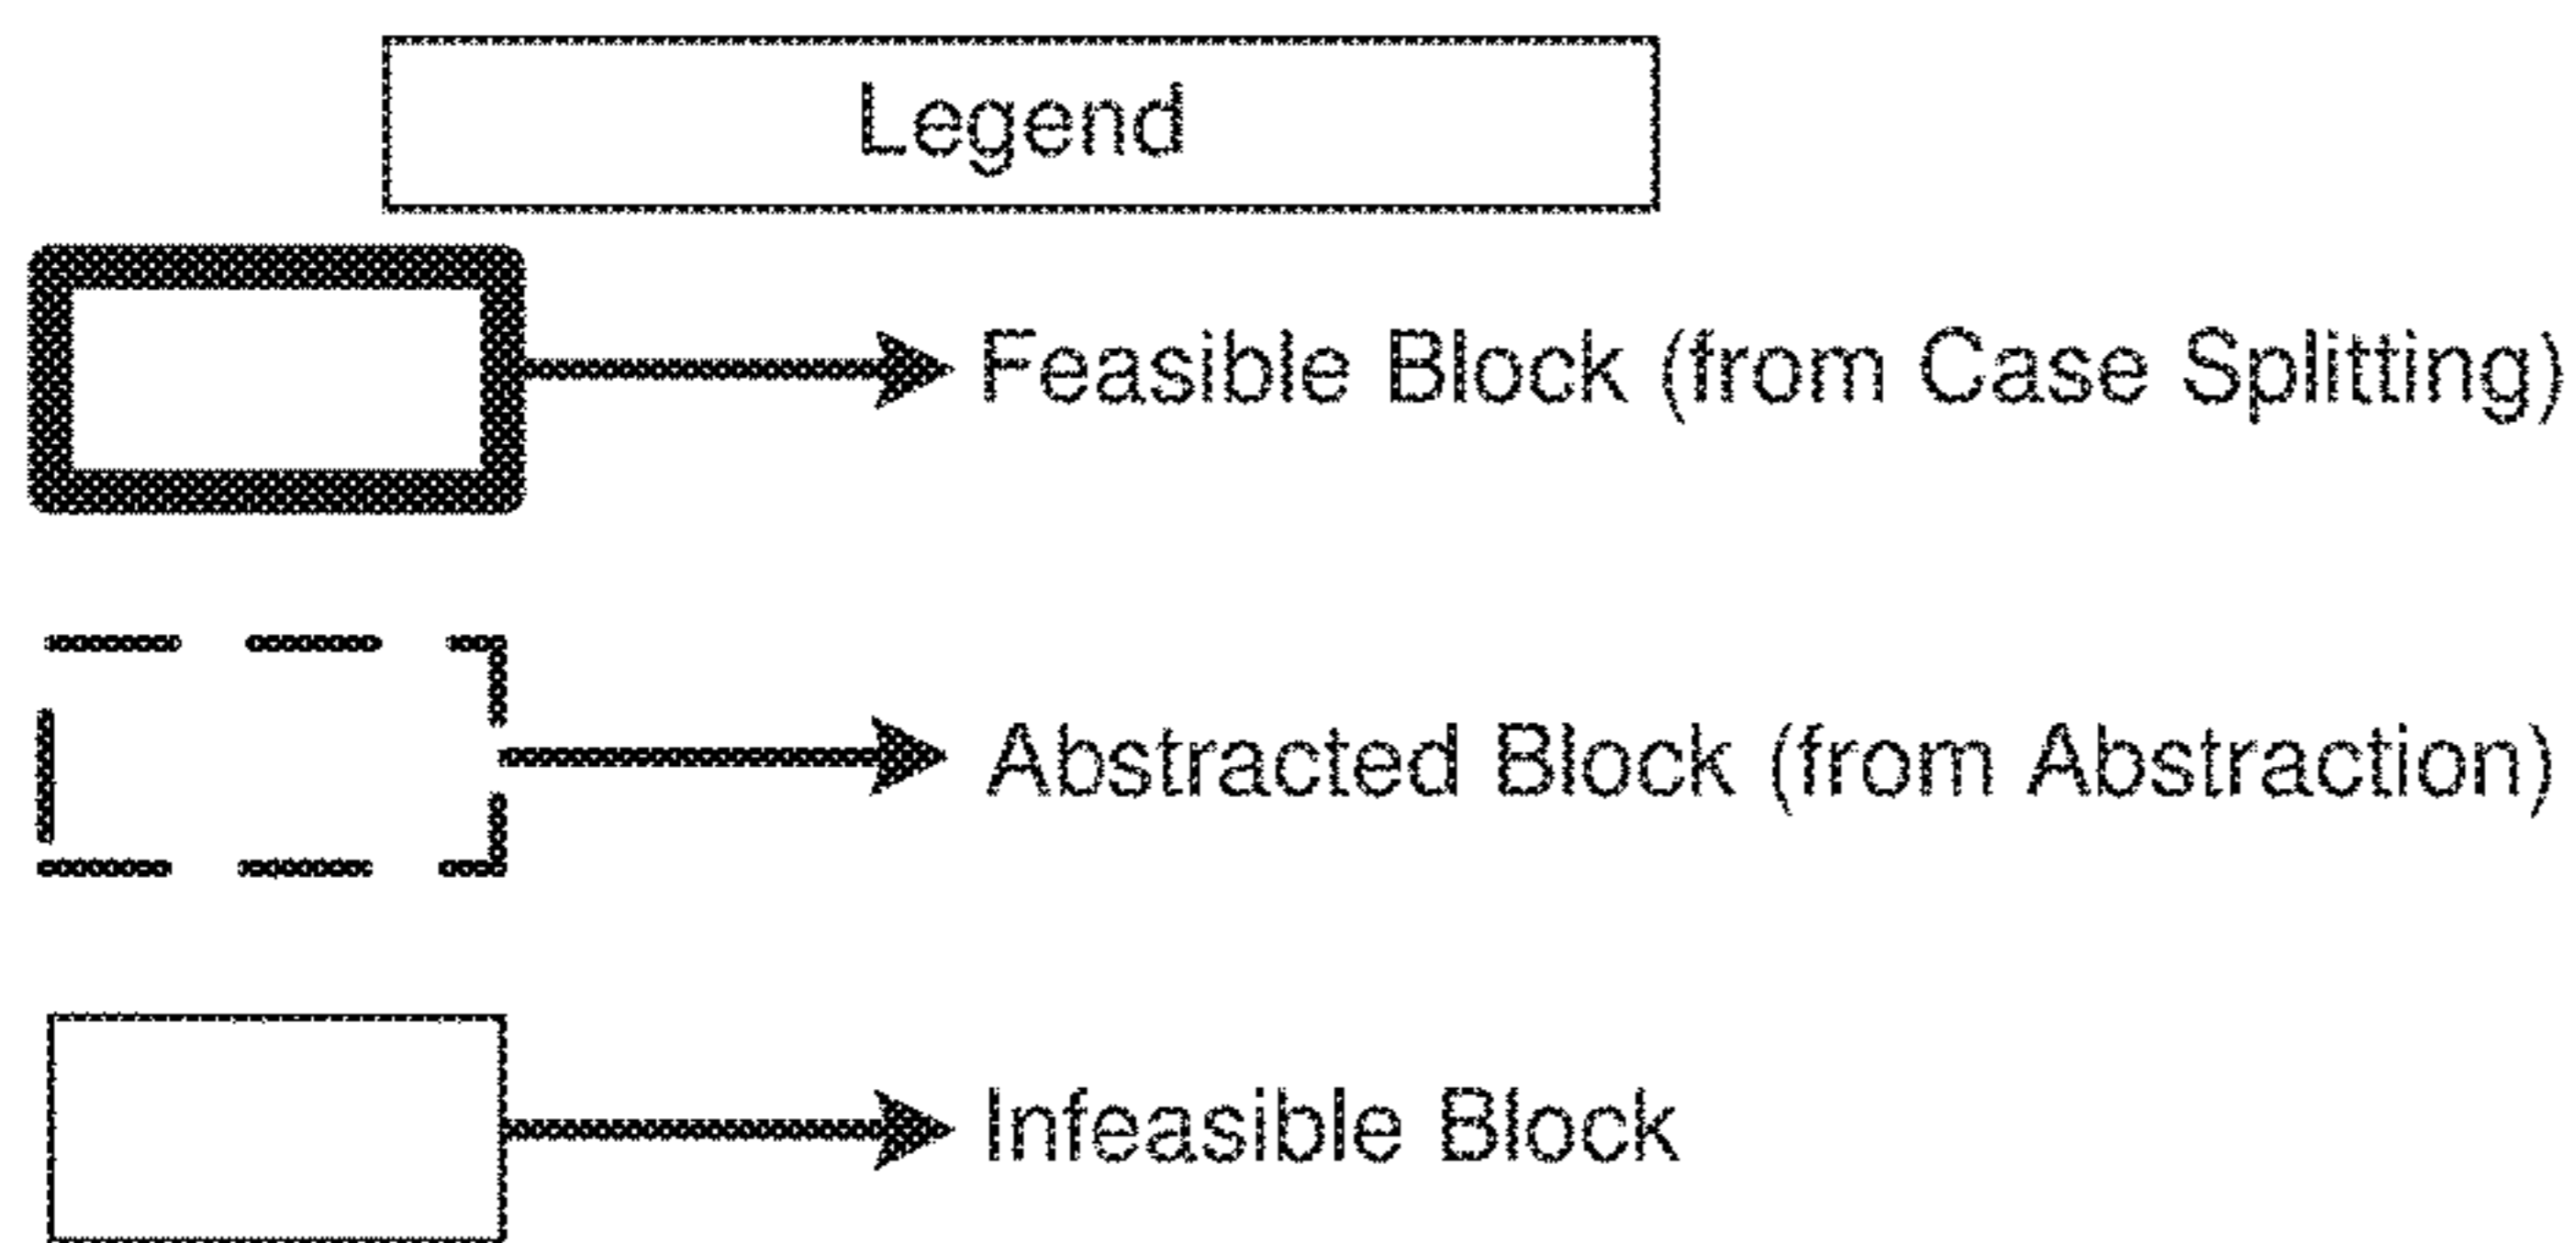 Legend
Feasible Block (from Case Splitting)
Abstracted Block (from Abstraction)
Infeasible Block